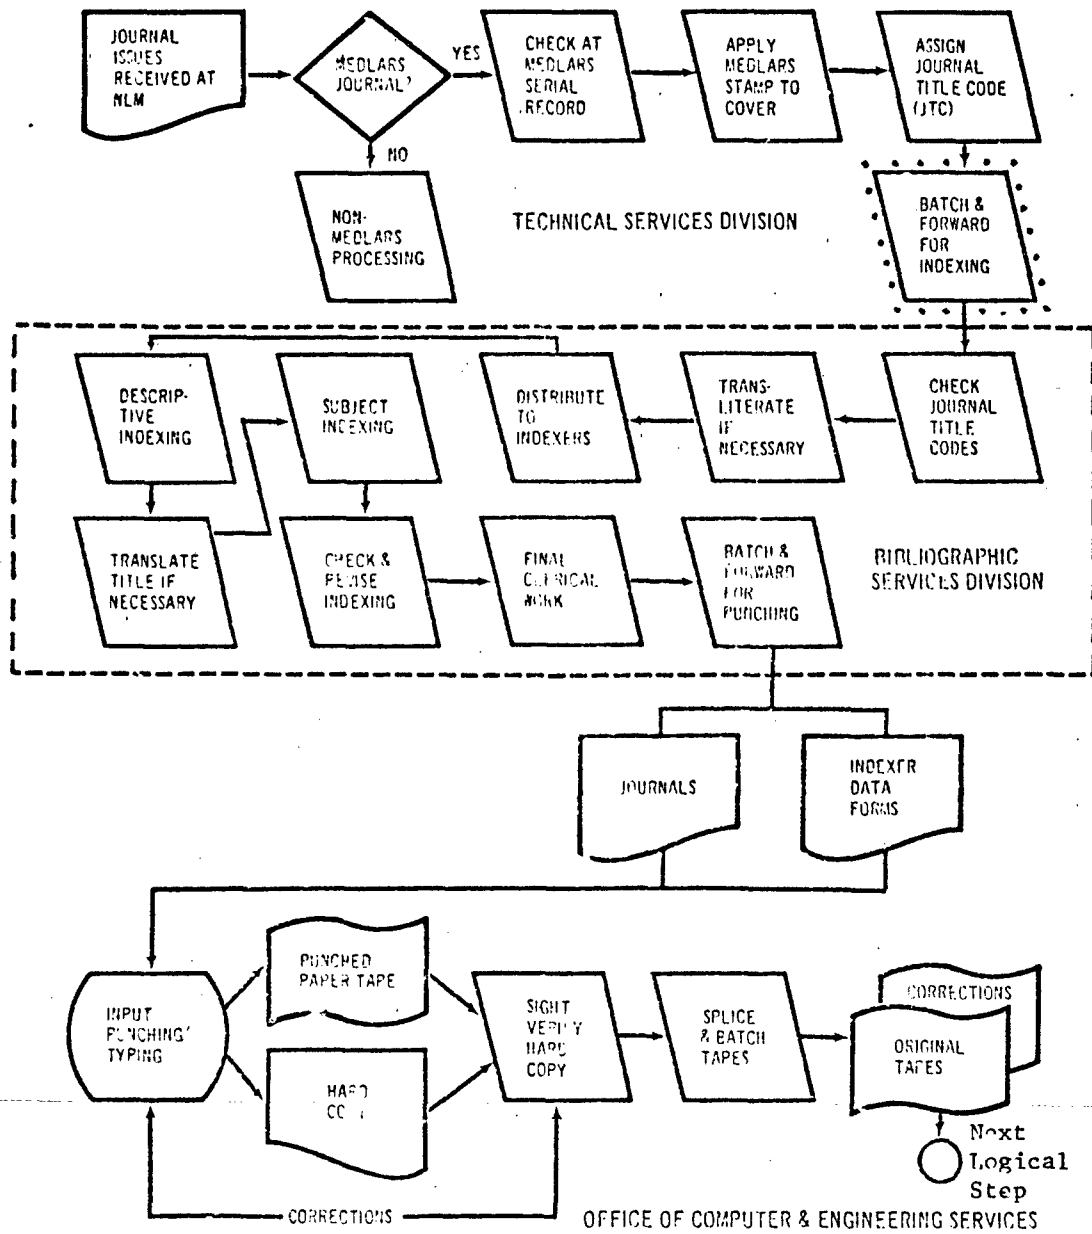 JOURNAL
ISSUES
RECEIVED AT
NLM
MEDLARS
JOURNAL?
YES
NO
CHECK AT
MEDLARS
SERIAL
RECORD
APPLY
MEDLARS
STAMP TO
COVER
ASSIGN
JOURNAL
TITLE CODE
(JTC)
NON-
MEDLARS
PROCESSING
TECHNICAL SERVICES DIVISION
BATCH &
FORWARD
FOR
INDEXING
DESCRIP-
TIVE
INDEXING
SUBJECT
INDEXING
DISTRIBUTE
TO
INDEXERS
TRANS-
LITERATE
IF
NECESSARY
CHECK
JOURNAL
TITLE
CODES
TRANSLATE
TITLE IF
NECESSARY
CHECK &
REVISE
INDEXING
FINAL
CLERICAL
WORK
BATCH &
FORWARD
FOR
PUNCHING
BIBLIOGRAPHIC
SERVICES DIVISION
JOURNALS
INDEXER
DATA
FORMS
INPUT
PUNCHING/
TYPING
PUNCHED
PAPER TAPE
HARD
COPY
SIGHT
VERIFY
HARD
COPY
SPLICE
& BATCH
TAPES
CORRECTIONS
ORIGINAL
TAPES
Next
Logical
Step
CORRECTIONS
OFFICE OF COMPUTER & ENGINEERING SERVICES